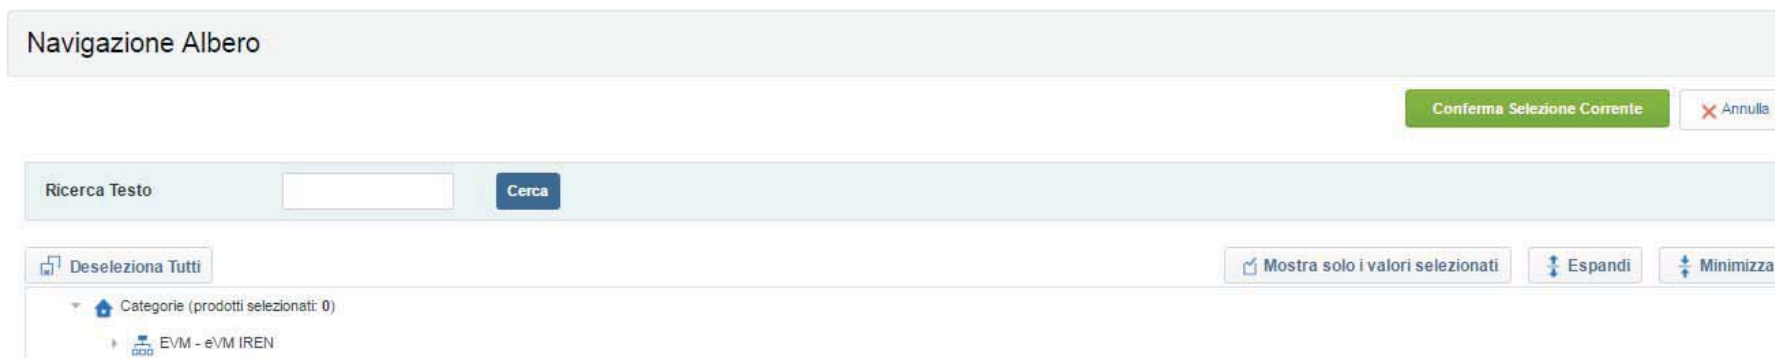 Navigazione Albero
Conferma Selezione Corrente Annulla
Ricerca Testo Cerca
Deseleziona Tutti Mostra solo i valori selezionati Espandi Minimizza
Categorie (prodotti selezionati: 0)
EVM - eVM IREN